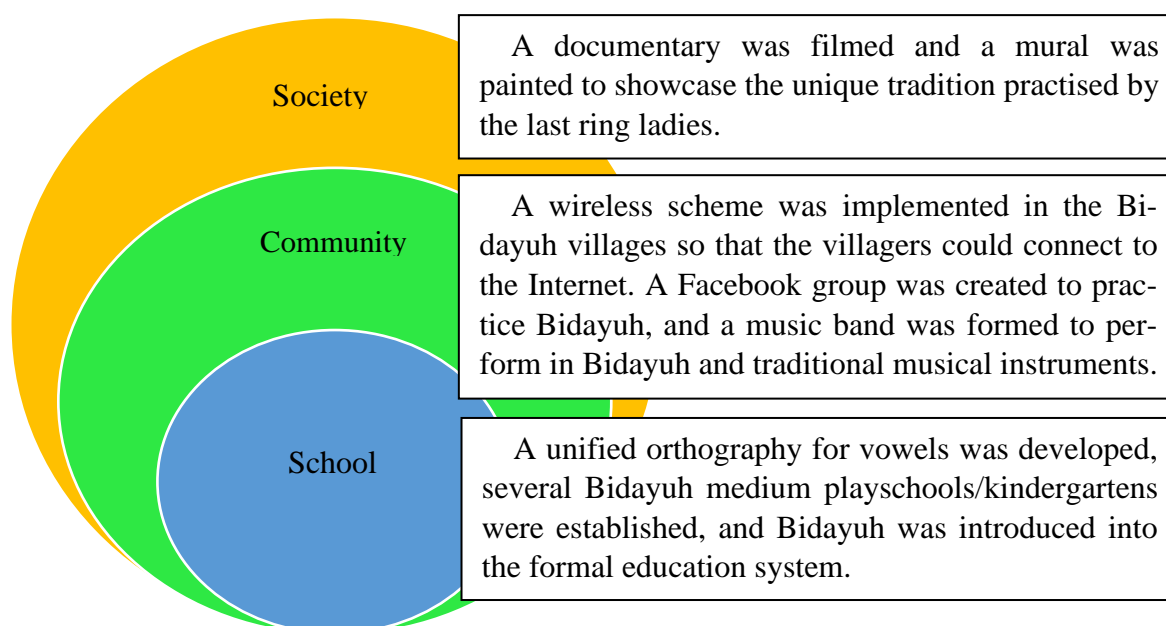 Society
A documentary was filmed and a mural was
painted to showcase the unique tradition practised by
the last ring ladies.
Community
A wireless scheme was implemented in the Bi-
dayuh villages so that the villagers could connect to
the Internet. A Facebook group was created to prac-
tice Bidayuh, and a music band was formed to per-
form in Bidayuh and traditional musical instruments.
School
A unified orthography for vowels was developed,
several Bidayuh medium playschools/kindergartens
were established, and Bidayuh was introduced into
the formal education system.